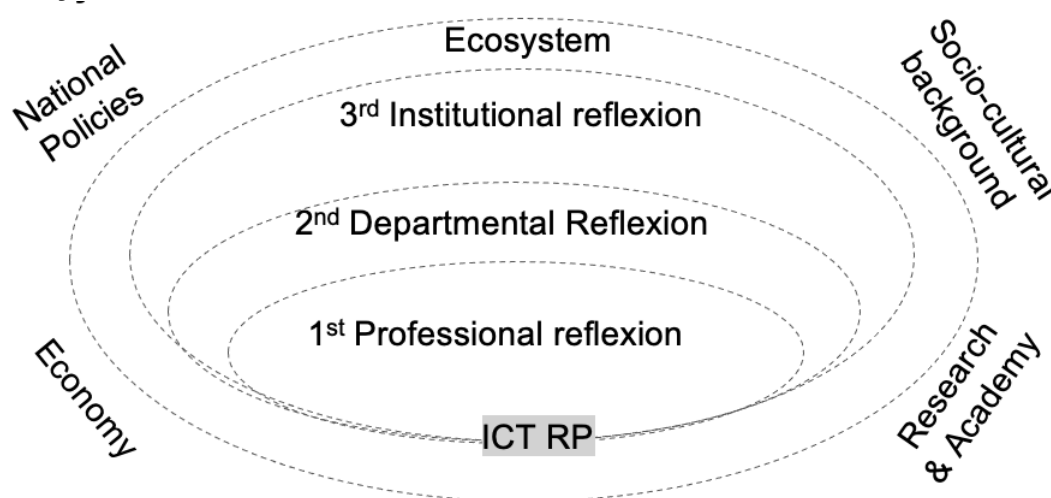 Ecosystem
National
Policies
Socio-cultural
background
3rd Institutional reflexion
2nd Departmental Reflexion
1st Professional reflexion
Economy
Research
& Academy
ICT RP